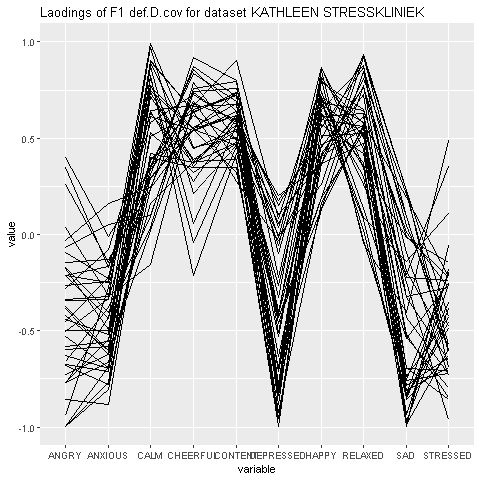 Laodings of F1 def.D.cov for dataset KATHLEEN STRESSKLINIEK
1.0
0.5
0.0
-0.5
-1.0
value
ANGRY ANXIOUS CALM CHEERFUL CONTENT DEPRESSED HAPPY RELAXED SAD STRESSED
variable